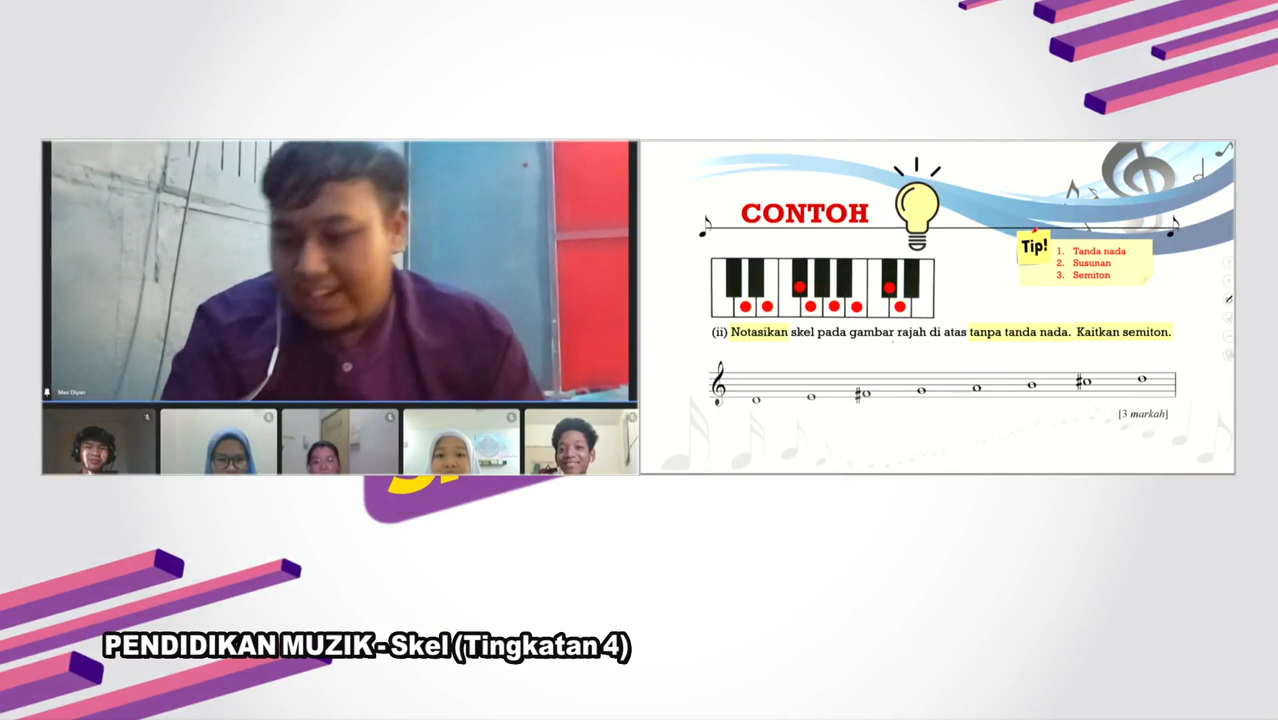 Mas Diyan
CONTOH
Tip!
1. Tanda nada
2. Susunan
3. Semiton
(ii) Notasikan skel pada gambar rajah di atas tanpa tanda nada. Kaitkan semiton.
[3 markah]
PENDIDIKAN MUZIK - Skel (Tingkatan 4)